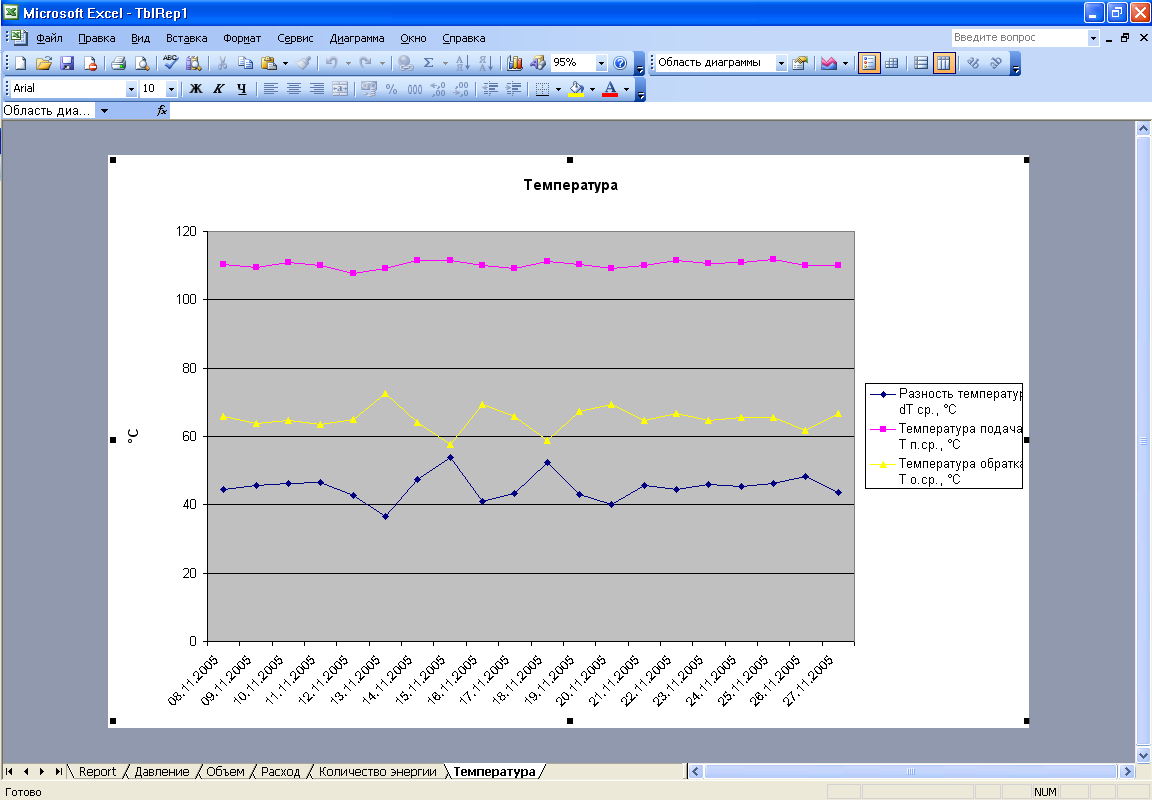 Microsoft Excel - TblRep1
Файл Правка Вид Вставка Формат Сервис Диаграмма Окно Справка
Введите вопрос
ABC
95%
Область диаграммы
Arial
10
Ж К Ч
% 000
Область диа...
fx
Температура
120
100
80
60
40
20
0
°C
08.11.2005
09.11.2005
10.11.2005
11.11.2005
12.11.2005
13.11.2005
14.11.2005
15.11.2005
16.11.2005
17.11.2005
18.11.2005
19.11.2005
20.11.2005
21.11.2005
22.11.2005
23.11.2005
24.11.2005
25.11.2005
26.11.2005
27.11.2005
Разность температур
dT ср., °C
Температура подача
Т п.ср., °C
Температура обратка
Т о.ср., °C
Report Давление Объем Расход Количество энергии Температура
Готово
NUM